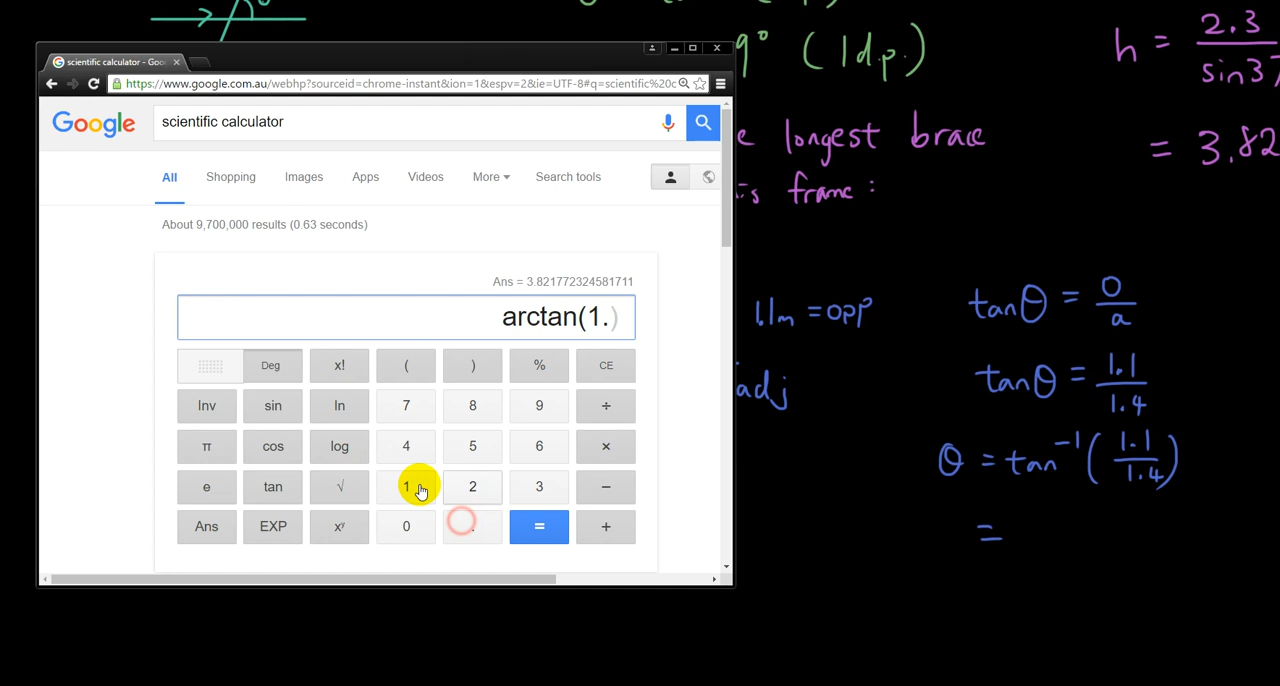 scientific calculator - Goo
https://www.google.com.au/webhp?sourceid=chrome-instant&ion=1&espv=2&ie=UTF-8#q=scientific%20c
Google
scientific calculator
All Shopping Images Apps Videos More Search tools
About 9,700,000 results (0.63 seconds)
Ans = 3.821772324581711
arctan(1.)
Deg x! ( ) % CE
Inv sin ln 7 8 9 ÷
π cos log 4 5 6 ×
e tan √ 1 2 3 −
Ans EXP xʸ 0 . = +
9° (1d.p.)
h = 2.3 / sin37
= 3.82
longest brace
frame :
1.1m = opp
adj
tanθ = o / a
tanθ = 1.1 / 1.4
θ = tan⁻¹ ( 1.1 / 1.4 )
=